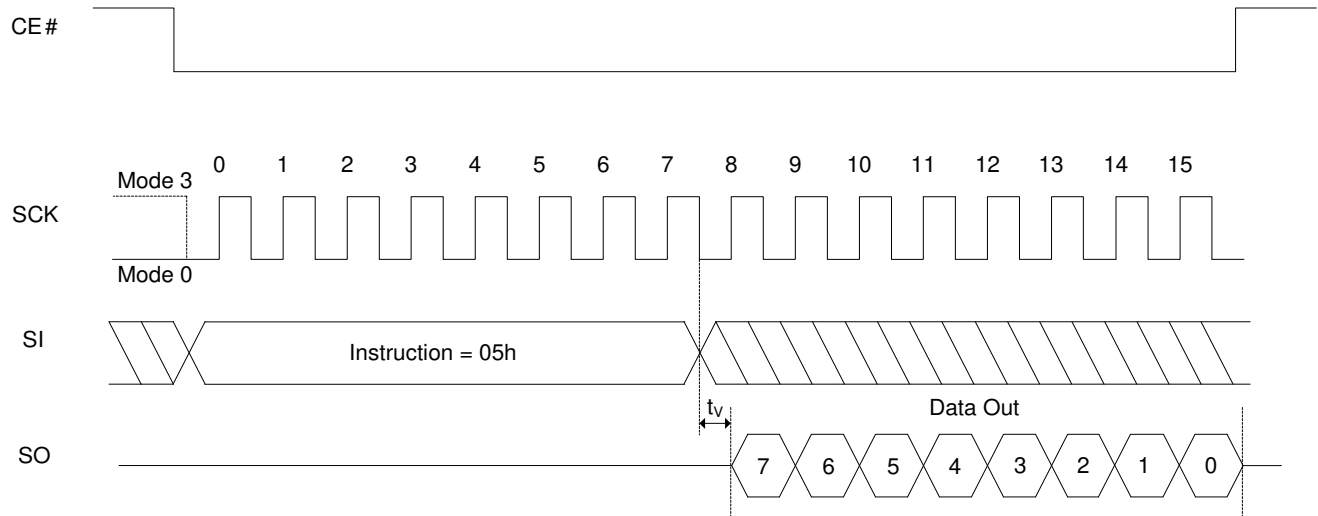 CE#
0 1 2 3 4 5 6 7 8 9 10 11 12 13 14 15
Mode 3
SCK
Mode 0
SI
Instruction = 05h
tV
Data Out
SO
7 6 5 4 3 2 1 0